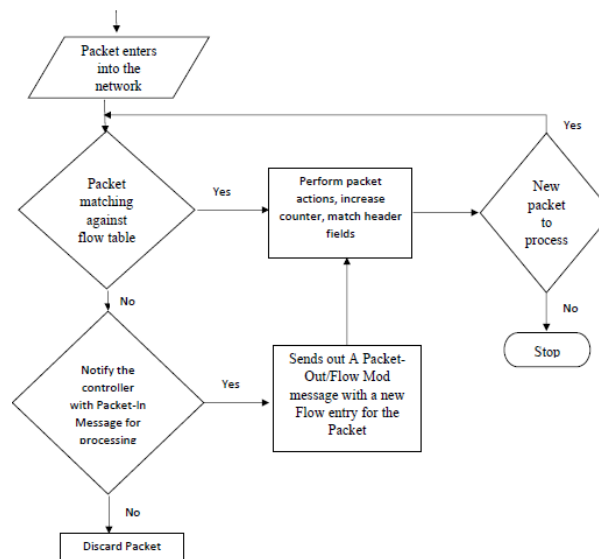 Packet enters
into the
network
Yes
Packet
matching
against
flow table
Yes
Perform packet
actions, increase
counter, match header
fields
New
packet
to
process
No
No
Stop
Notify the
controller
with Packet-In
Message for
processing
Yes
Sends out A Packet-
Out/Flow Mod
message with a new
Flow entry for the
Packet
No
Discard Packet